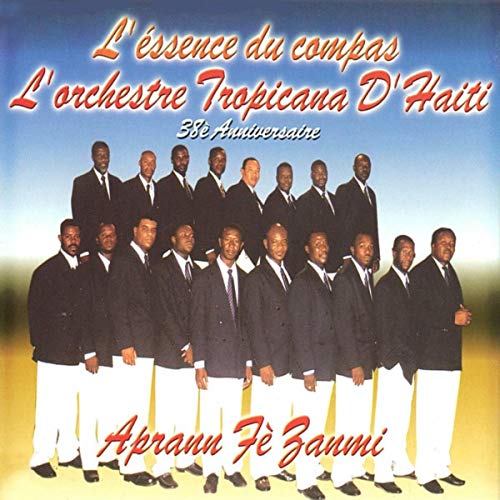 L'éssence du compas
L'orchestre Tropicana D'Haiti
38è Anniversaire
Aprann Fè Zanmi